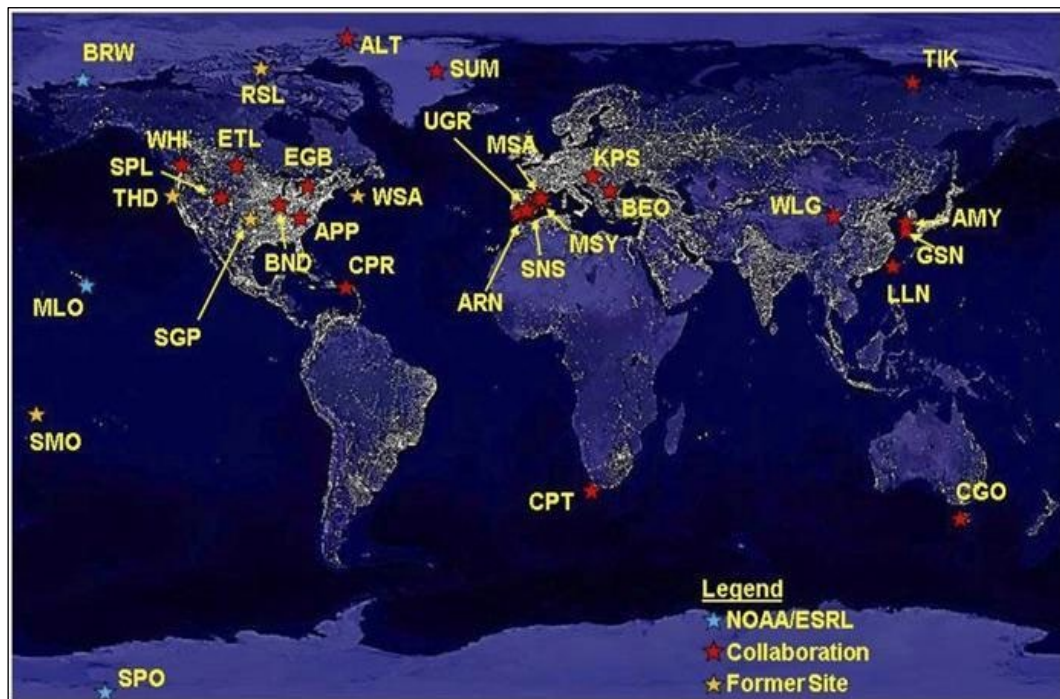 ALT
BRW
SUM
TIK
RSL
UGR
MSA
WHI
ETL
EGB
KPS
SPL
THD
WSA
BEO
WLG
AMY
APP
MSY
GSN
BND
CPR
SNS
LLN
MLO
ARN
SGP
SMO
CPT
CGO
Legend
NOAA/ESRL
Collaboration
Former Site
SPO